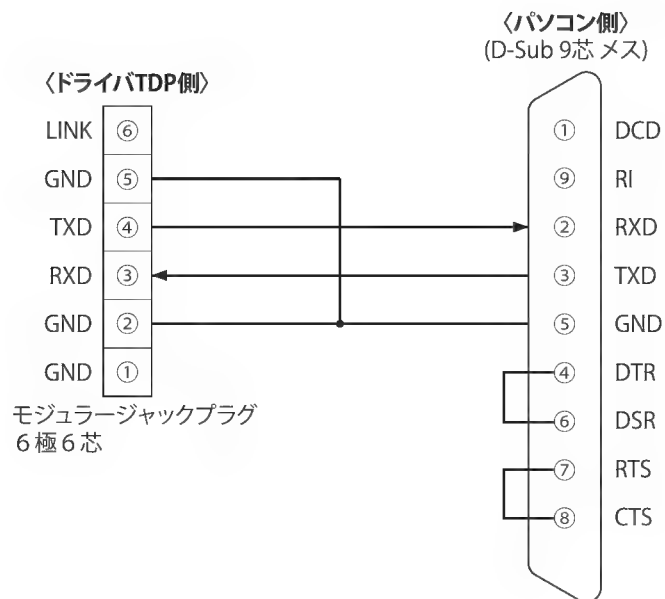 〈パソコン側〉
(D-Sub 9芯 メス)
〈ドライバTDP側〉
LINK ⑥
GND ⑤
TXD ④
RXD ③
GND ②
GND ①
モジュラージャックプラグ
6極6芯
① DCD
⑨ RI
② RXD
③ TXD
⑤ GND
④ DTR
⑥ DSR
⑦ RTS
⑧ CTS